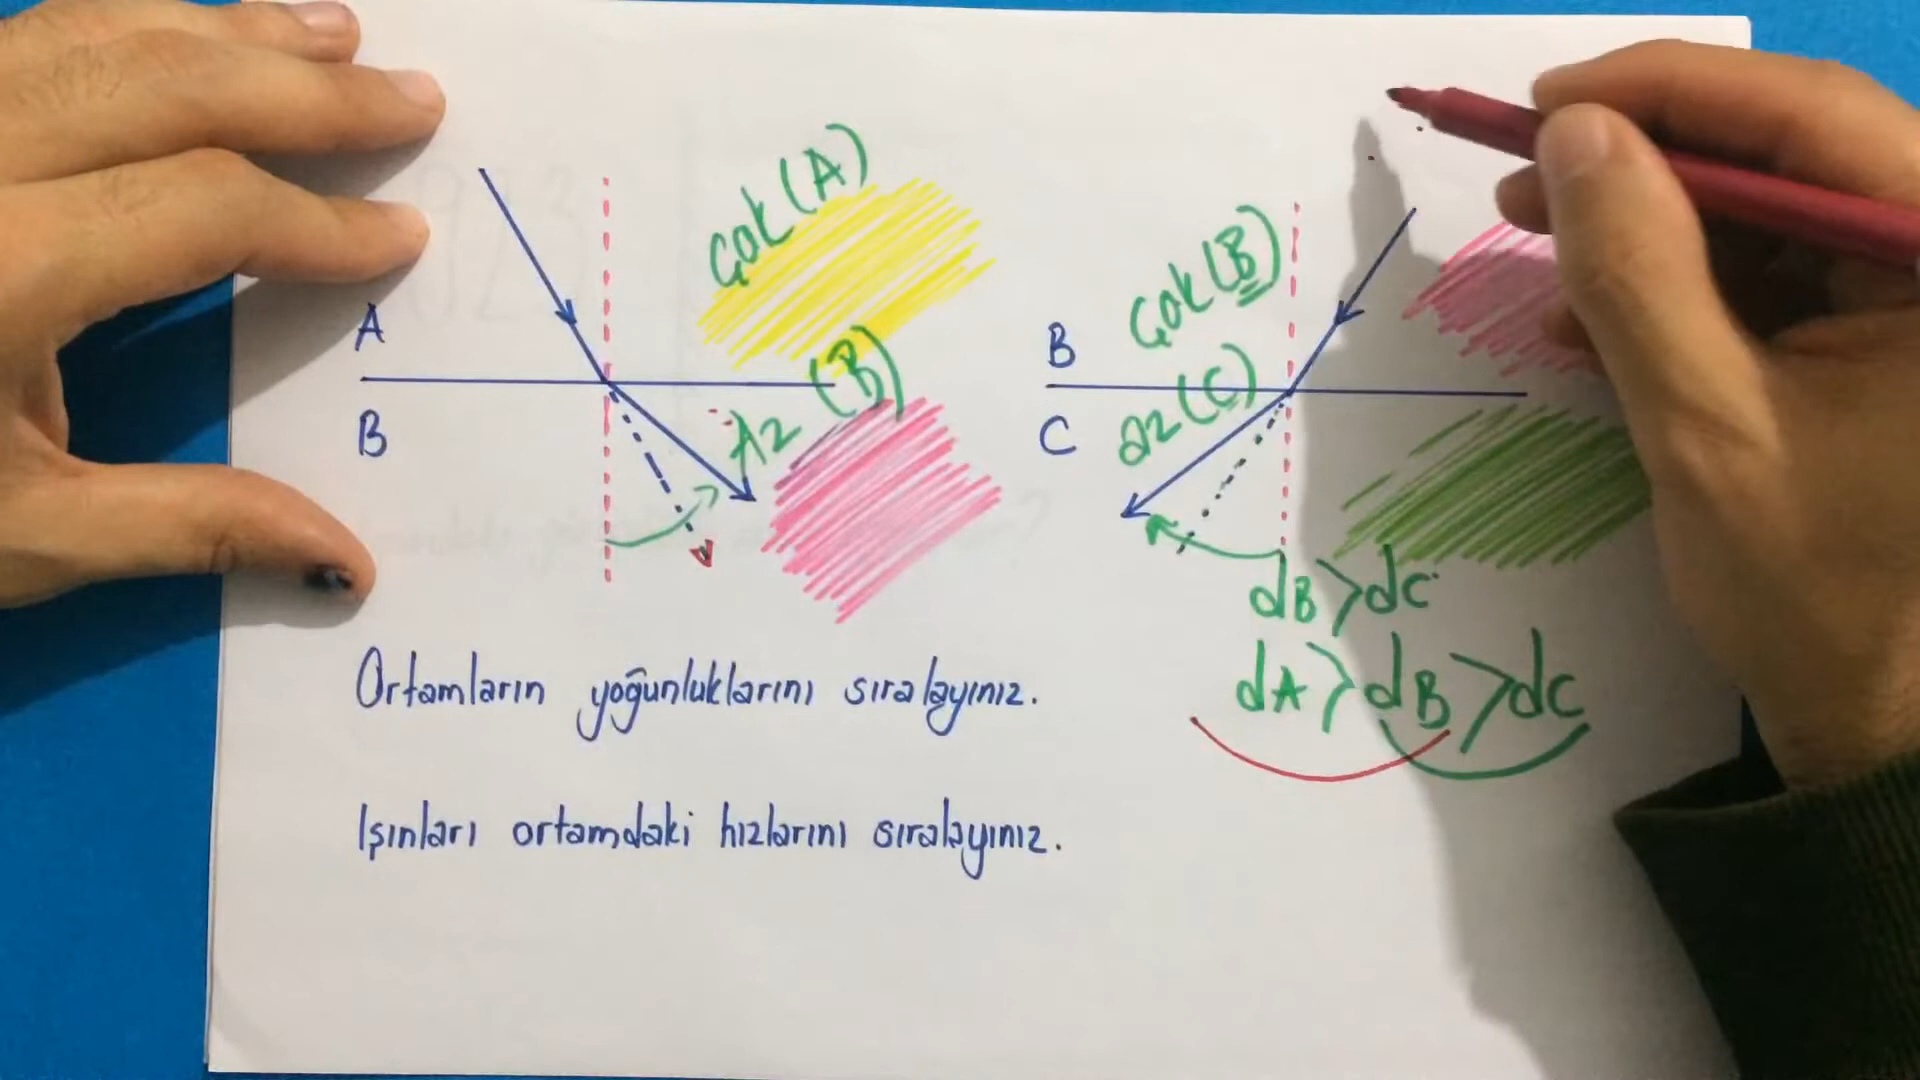 Çok (A)
A
Az (B)
B
Çok (B)
B
az (C)
C
dB > dC
dA > dB > dC
Ortamların yoğunluklarını sıralayınız.
Işınları ortamdaki hızlarını sıralayınız.